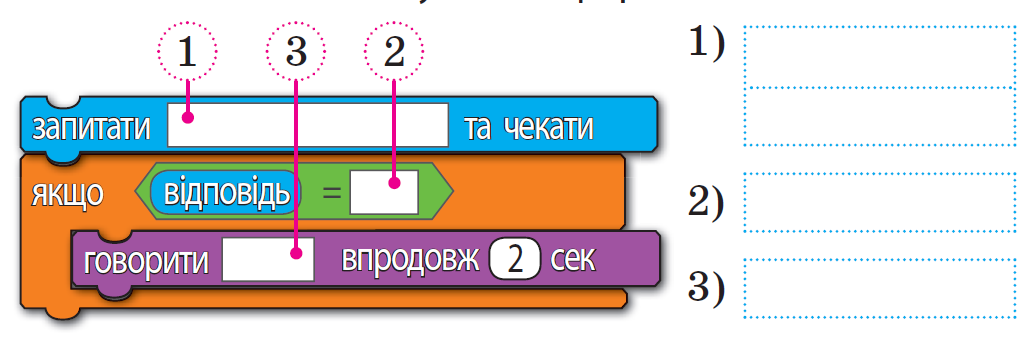 1 3 2
запитати та чекати
якщо відповідь =
говорити впродовж 2 сек
1)
2)
3)